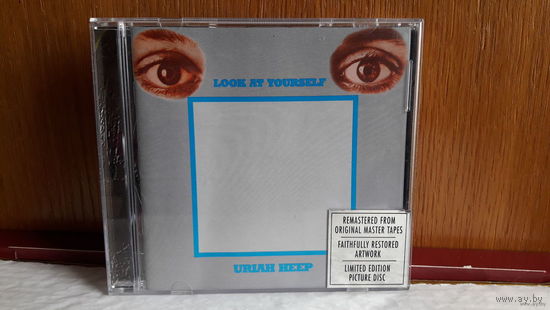 LOOK AT YOURSELF
URIAH HEEP
REMASTERED FROM
ORIGINAL MASTER TAPES
FAITHFULLY RESTORED
ARTWORK
LIMITED EDITION
PICTURE DISC
www.ay.by